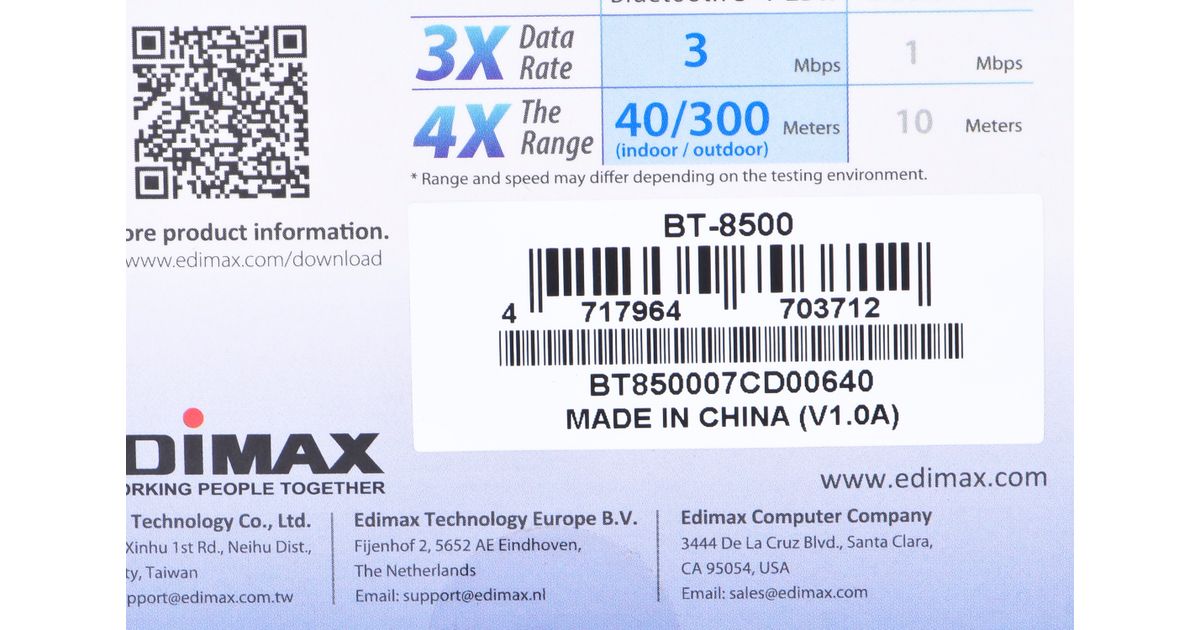 3X Data Rate 3 Mbps 1 Mbps
4X The Range 40/300 Meters 10 Meters
(indoor / outdoor)
* Range and speed may differ depending on the testing environment.
ore product information.
www.edimax.com/download
BT-8500
4 717964 703712
BT850007CD00640
MADE IN CHINA (V1.0A)
DIMAX
ORKING PEOPLE TOGETHER
www.edimax.com
Technology Co., Ltd.
Xinhu 1st Rd., Neihu Dist.,
ty, Taiwan
pport@edimax.com.tw
Edimax Technology Europe B.V.
Fijenhof 2, 5652 AE Eindhoven,
The Netherlands
Email: support@edimax.nl
Edimax Computer Company
3444 De La Cruz Blvd., Santa Clara,
CA 95054, USA
Email: sales@edimax.com